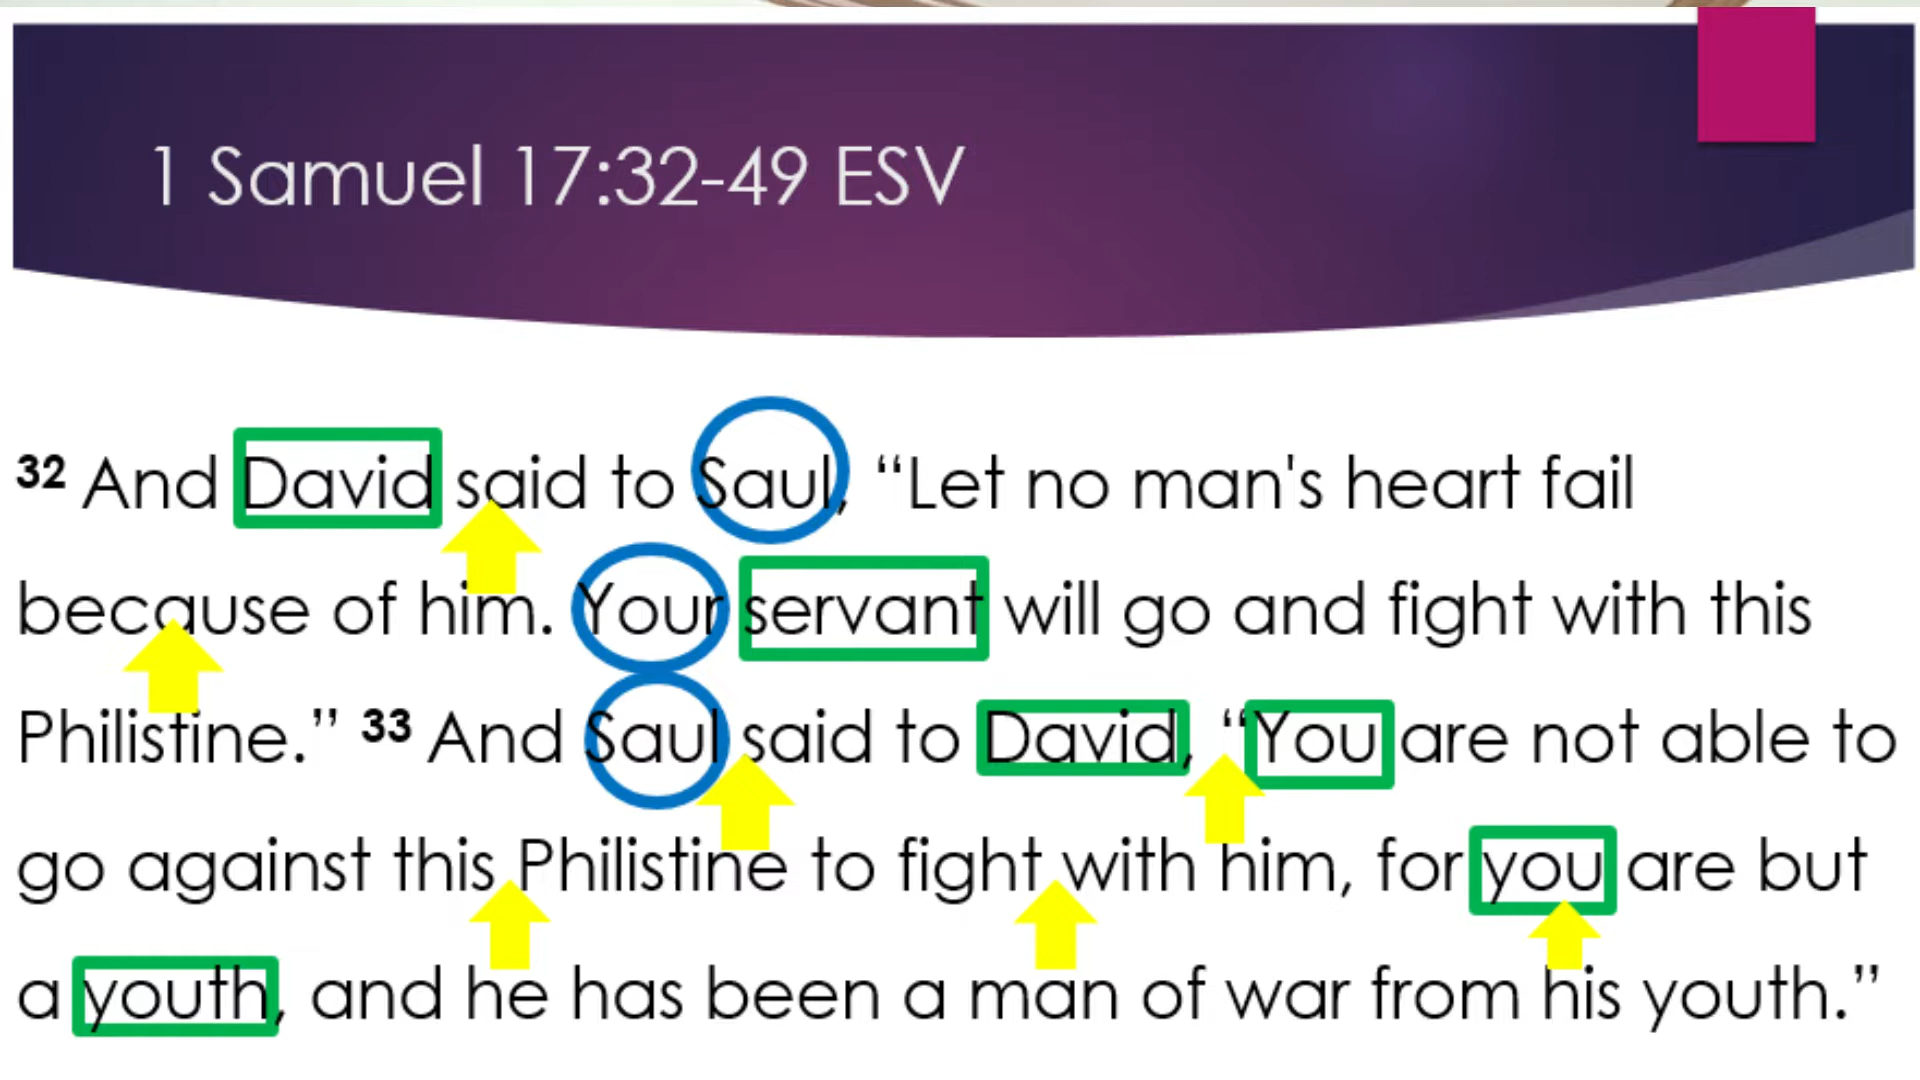 1 Samuel 17:32-49 ESV
32 And David said to Saul, “Let no man's heart fail
because of him. Your servant will go and fight with this
Philistine.” 33 And Saul said to David, “You are not able to
go against this Philistine to fight with him, for you are but
a youth, and he has been a man of war from his youth.”